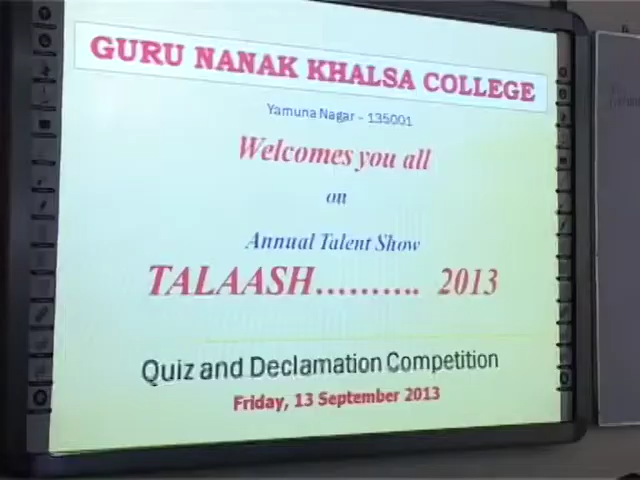 GURU NANAK KHALSA COLLEGE
Yamuna Nagar - 135001
Welcomes you all
on
Annual Talent Show
TALAASH.......... 2013
Quiz and Declamation Competition
Friday, 13 September 2013